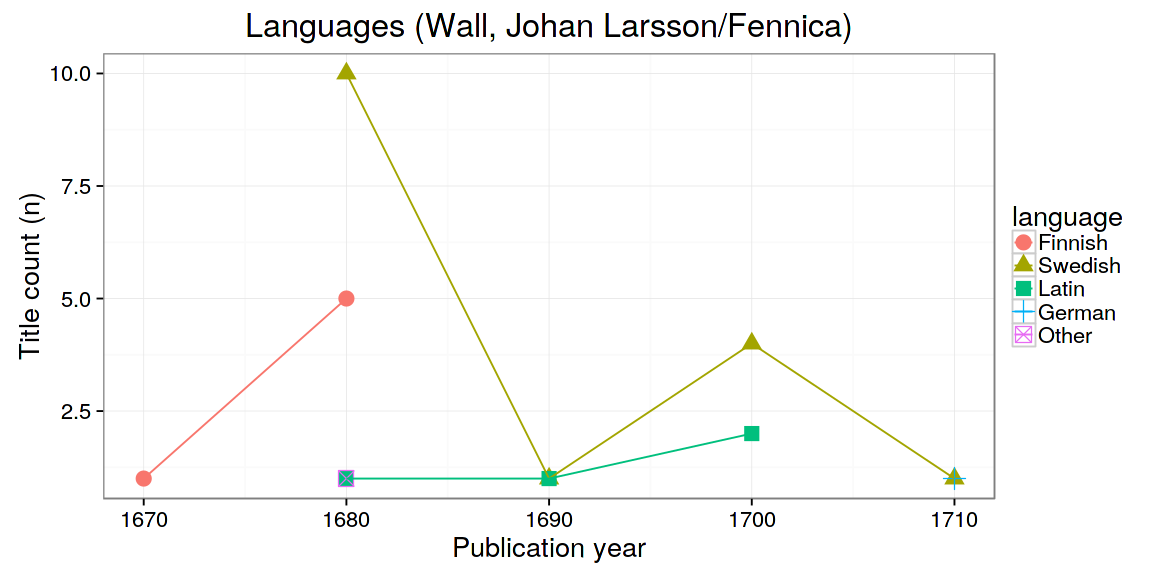 Languages (Wall, Johan Larsson/Fennica)
Title count (n)
10.0
7.5
5.0
2.5
1670 1680 1690 1700 1710
Publication year
language
Finnish
Swedish
Latin
German
Other